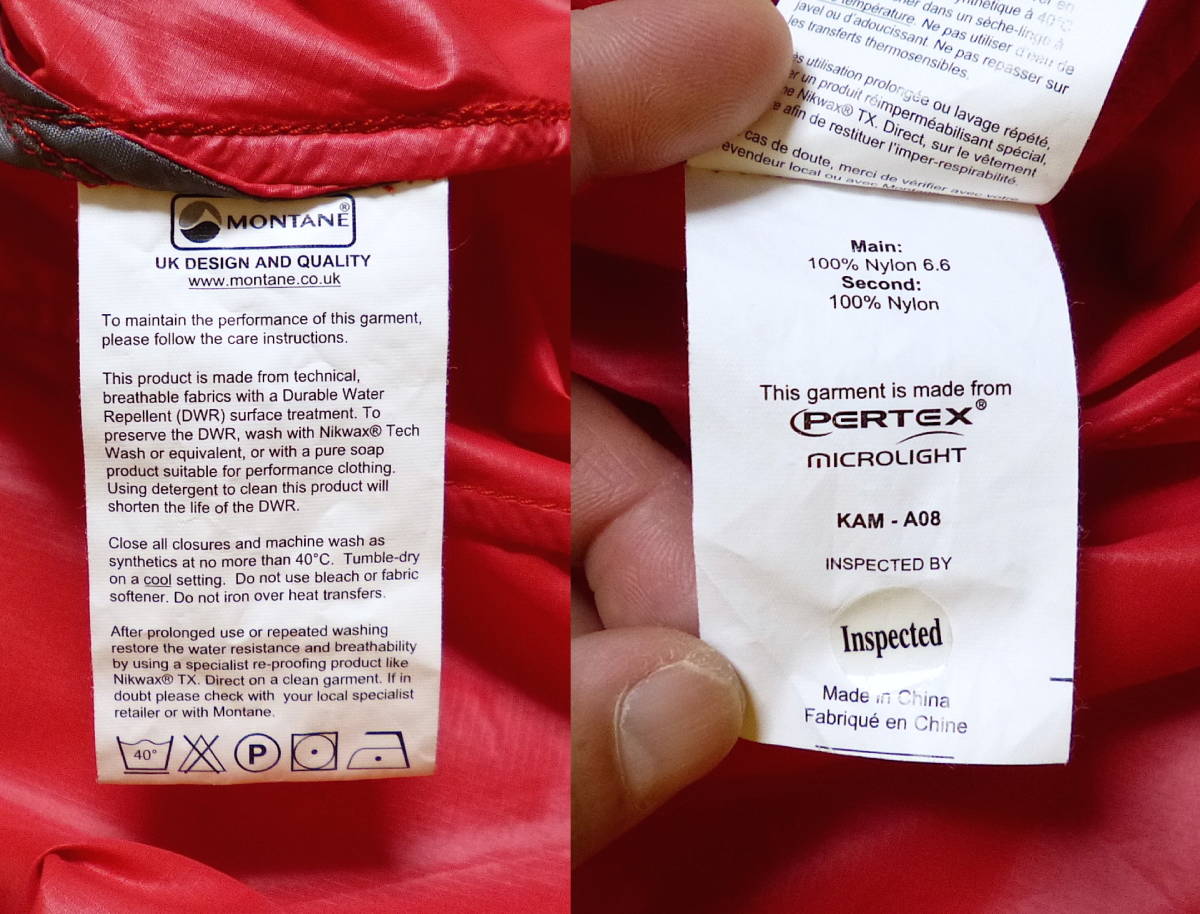 MONTANE®
UK DESIGN AND QUALITY
www.montane.co.uk
To maintain the performance of this garment,
please follow the care instructions.
This product is made from technical,
breathable fabrics with a Durable Water
Repellent (DWR) surface treatment. To
preserve the DWR, wash with Nikwax® Tech
Wash or equivalent, or with a pure soap
product suitable for performance clothing.
Using detergent to clean this product will
shorten the life of the DWR.
Close all closures and machine wash as
synthetics at no more than 40°C. Tumble-dry
on a cool setting. Do not use bleach or fabric
softener. Do not iron over heat transfers.
After prolonged use or repeated washing
restore the water resistance and breathability
by using a specialist re-proofing product like
Nikwax® TX. Direct on a clean garment. If in
doubt please check with your local specialist
retailer or with Montane.
40° P
en
à 40°C
dans un sèche-linge à
température. Ne pas utiliser d'eau de
javel ou d'adoucissant. Ne pas repasser sur
les transferts thermosensibles.
utilisation prolongée ou lavage répété,
un produit réimperméabilisant spécial,
Nikwax® TX. Direct, sur le vêtement
afin de restituer l'imper-respirabilité.
cas de doute, merci de vérifier avec votre
revendeur local ou avec
Main:
100% Nylon 6.6
Second:
100% Nylon
This garment is made from
PERTEX®
MICROLIGHT
KAM - A08
INSPECTED BY
Inspected
Made in China
Fabriqué en Chine